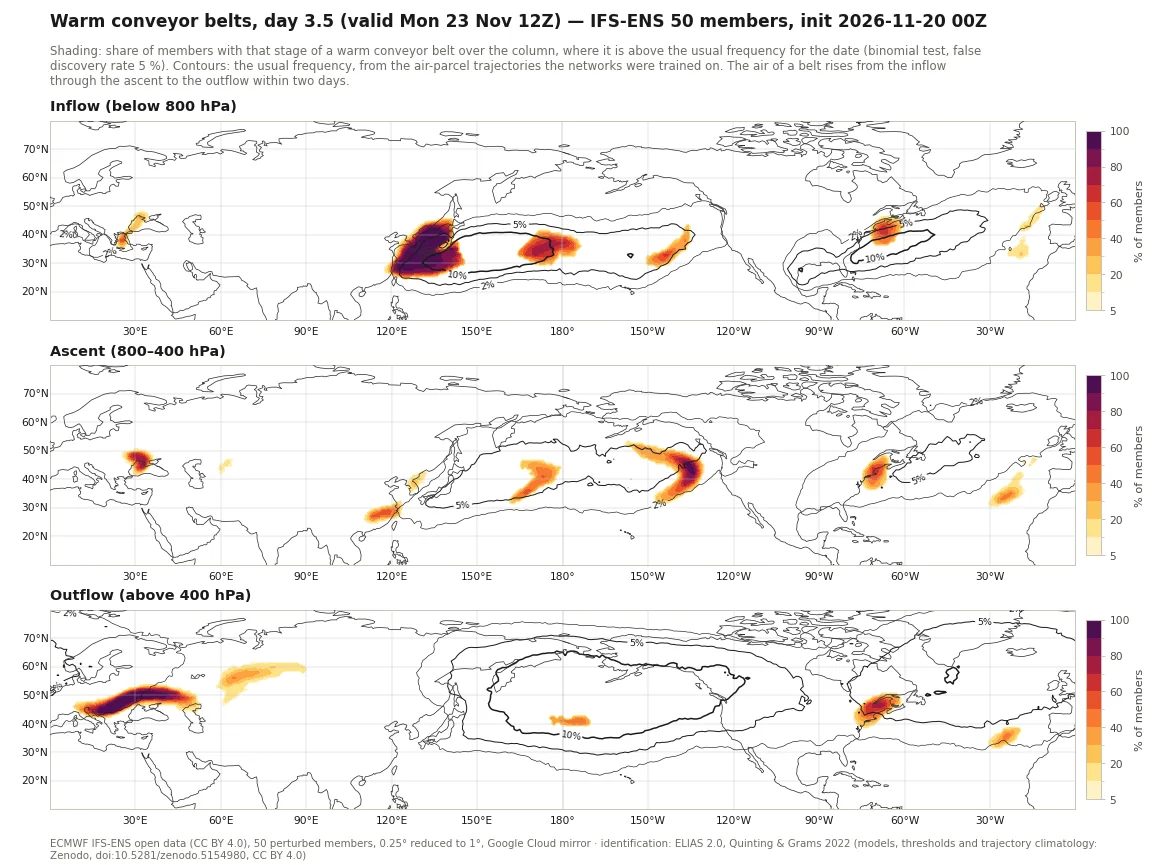 Warm conveyor belts, day 3.5 (valid Mon 23 Nov 12Z) — IFS-ENS 50 members, init 2026-11-20 00Z
Shading: share of members with that stage of a warm conveyor belt over the column, where it is above the usual frequency for the date (binomial test, false
discovery rate 5 %). Contours: the usual frequency, from the air-parcel trajectories the networks were trained on. The air of a belt rises from the inflow
through the ascent to the outflow within two days.
Inflow (below 800 hPa)
70°N
60°N
50°N
40°N
30°N
20°N
2%
2%
5%
10%
2%
2%
5%
10%
30°E 60°E 90°E 120°E 150°E 180° 150°W 120°W 90°W 60°W 30°W
100
80
60
40
20
5
% of members
Ascent (800–400 hPa)
70°N
60°N
50°N
40°N
30°N
20°N
5%
2%
5%
2%
30°E 60°E 90°E 120°E 150°E 180° 150°W 120°W 90°W 60°W 30°W
100
80
60
40
20
5
% of members
Outflow (above 400 hPa)
70°N
60°N
50°N
40°N
30°N
20°N
2%
5%
10%
5%
30°E 60°E 90°E 120°E 150°E 180° 150°W 120°W 90°W 60°W 30°W
100
80
60
40
20
5
% of members
ECMWF IFS-ENS open data (CC BY 4.0), 50 perturbed members, 0.25° reduced to 1°, Google Cloud mirror · identification: ELIAS 2.0, Quinting & Grams 2022 (models, thresholds and trajectory climatology:
Zenodo, doi:10.5281/zenodo.5154980, CC BY 4.0)